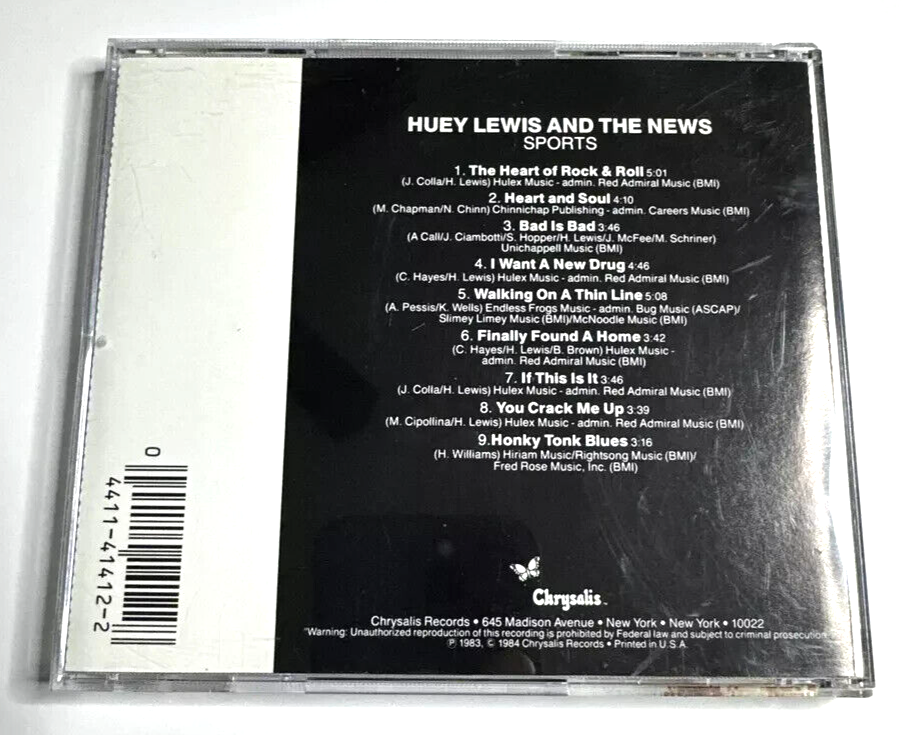 HUEY LEWIS AND THE NEWS
SPORTS
1. The Heart of Rock & Roll 5:01
(J. Colla/H. Lewis) Hulex Music - admin. Red Admiral Music (BMI)
2. Heart and Soul 4:10
(M. Chapman/N. Chinn) Chinnichap Publishing - admin. Careers Music (BMI)
3. Bad Is Bad 3:46
(A Call/J. Ciambotti/S. Hopper/H. Lewis/J. McFee/M. Schriner)
Unichappell Music (BMI)
4. I Want A New Drug 4:46
(C. Hayes/H. Lewis) Hulex Music - admin. Red Admiral Music (BMI)
5. Walking On A Thin Line 5:08
(A. Pessis/K. Wells) Endless Frogs Music - admin. Bug Music (ASCAP)/
Slimey Limey Music (BMI)/McNoodle Music (BMI)
6. Finally Found A Home 3:42
(C. Hayes/H. Lewis/B. Brown) Hulex Music -
admin. Red Admiral Music (BMI)
7. If This Is It 3:46
(J. Colla/H. Lewis) Hulex Music - admin. Red Admiral Music (BMI)
8. You Crack Me Up 3:39
(M. Cipollina/H. Lewis) Hulex Music - admin. Red Admiral Music (BMI)
9. Honky Tonk Blues 3:16
(H. Williams) Hiriam Music/Rightsong Music (BMI)/
Fred Rose Music, Inc. (BMI)
0 4411-41412-2
Chrysalis™
Chrysalis Records • 645 Madison Avenue • New York • New York • 10022
"Warning: Unauthorized reproduction of this recording is prohibited by Federal law and subject to criminal prosecution."
℗ 1983, © 1984 Chrysalis Records • Printed in U.S.A.